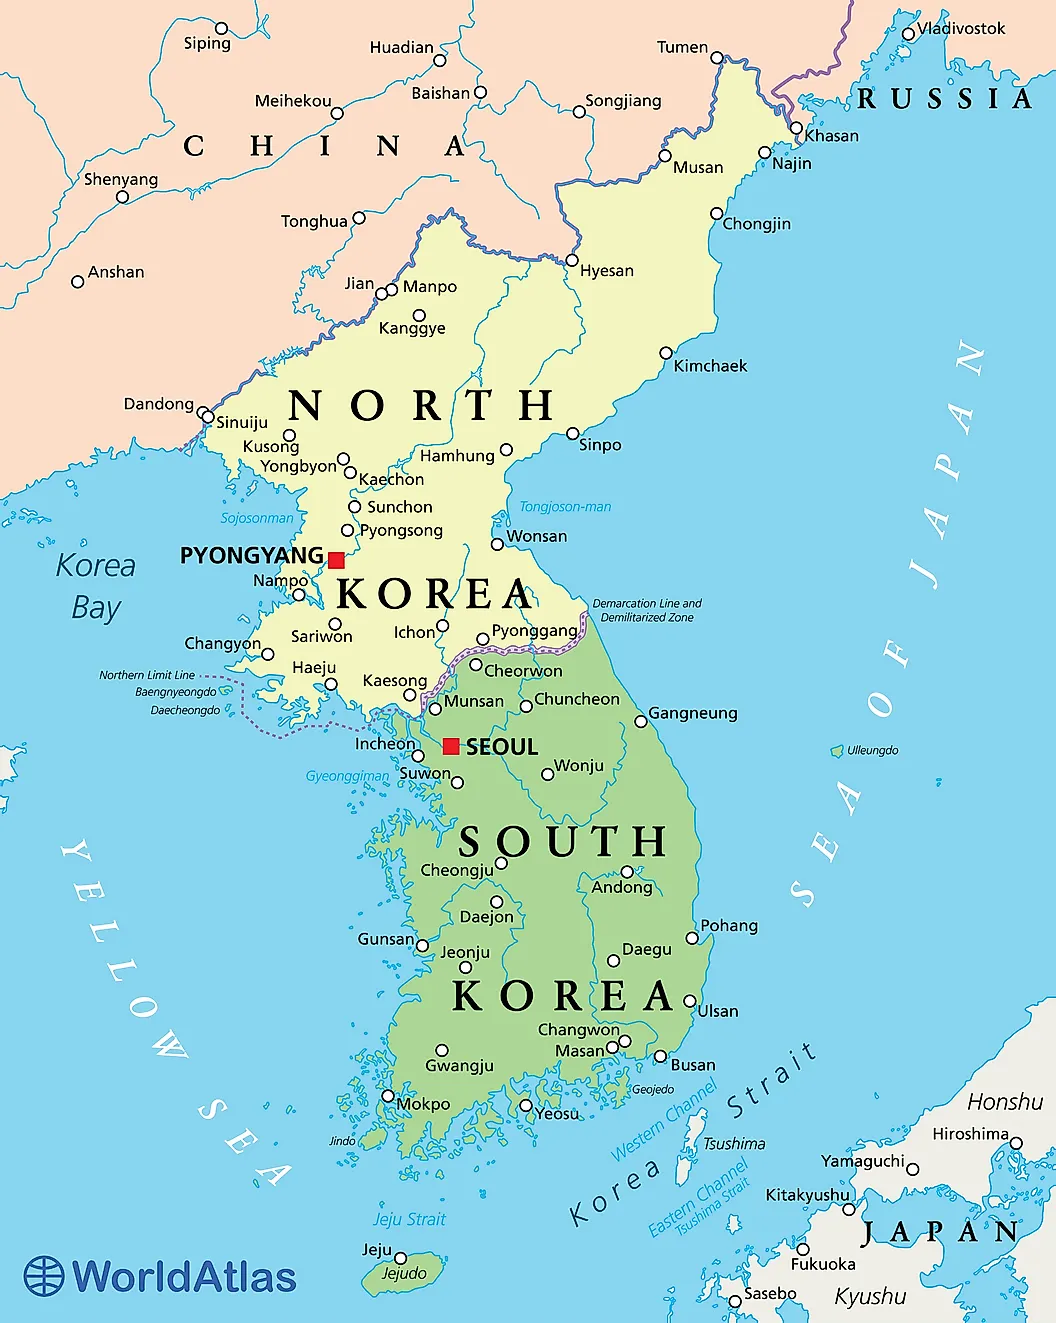 Siping
Huadian
Tumen
Vladivostok
Meihekou
Baishan
Songjiang
RUSSIA
CHINA
Khasan
Musan
Najin
Shenyang
Tonghua
Chongjin
Anshan
Hyesan
Jian
Manpo
Kanggye
Kimchaek
Dandong
Sinuiju
NORTH
Kusong
Yongbyon
Kaechon
Hamhung
Sinpo
Sunchon
Sojosonman
Tongjoson-man
Pyongsong
Wonsan
PYONGYANG
Korea
Bay
Nampo
KOREA
Demarcation Line and
Demilitarized Zone
Sariwon
Ichon
Pyonggang
Changyon
Haeju
Cheorwon
Northern Limit Line
Kaesong
Baengnyeongdo
Munsan
Chuncheon
Daecheongdo
Gangneung
Incheon
SEOUL
Ulleungdo
Gyeonggiman
Suwon
Wonju
SEA OF JAPAN
SOUTH
Cheongju
Andong
YELLOW SEA
Daejon
Pohang
Gunsan
Jeonju
Daegu
KOREA
Ulsan
Changwon
Masan
Gwangju
Busan
Geojedo
Mokpo
Yeosu
Jindo
Korea Strait
Western Channel
Tsushima
Eastern Channel
Tsushima Strait
Honshu
Hiroshima
Yamaguchi
Kitakyushu
JAPAN
Jeju Strait
Jeju
Jejudo
Fukuoka
Sasebo
Kyushu
WorldAtlas